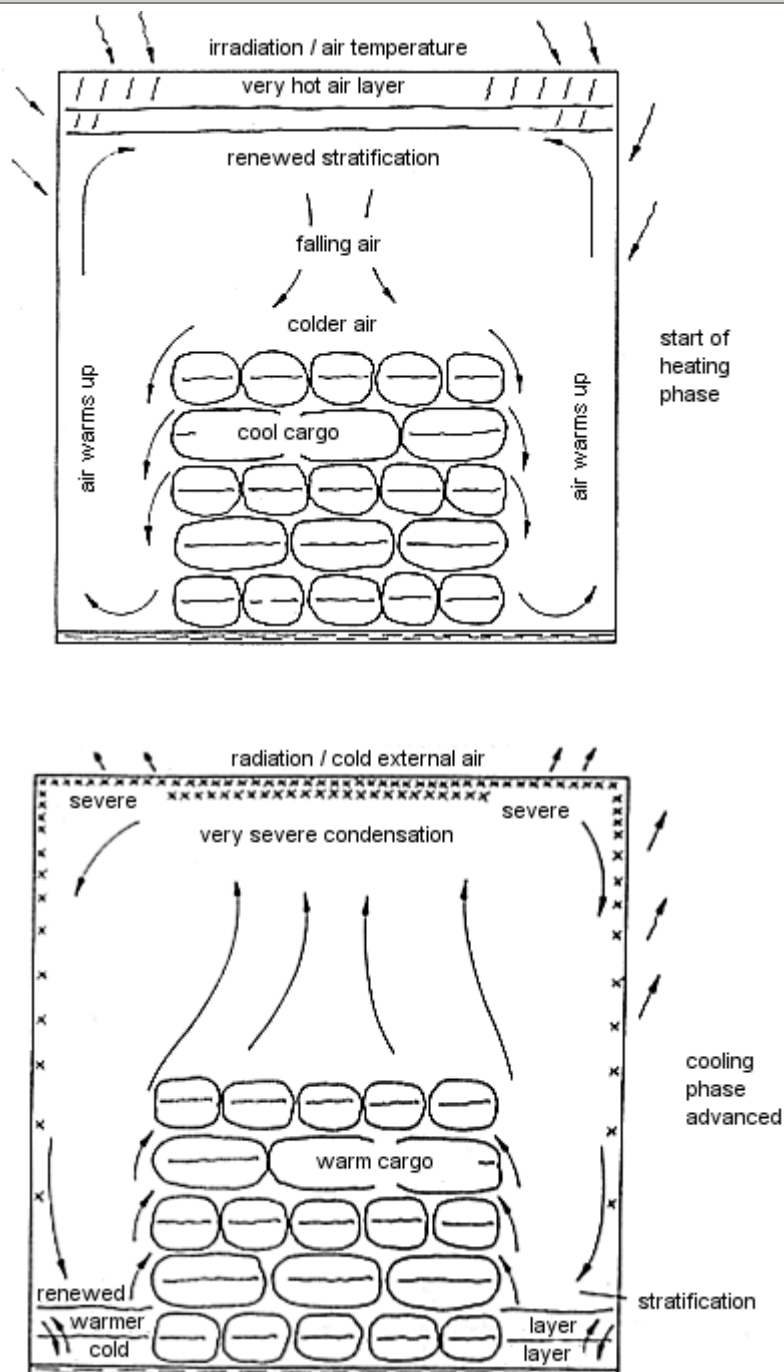 irradiation / air temperature
very hot air layer
renewed stratification
falling air
colder air
start of
heating
phase
air warms up
cool cargo
air warms up
radiation / cold external air
severe
severe
very severe condensation
cooling
phase
advanced
warm cargo
renewed
stratification
warmer
layer
cold
layer